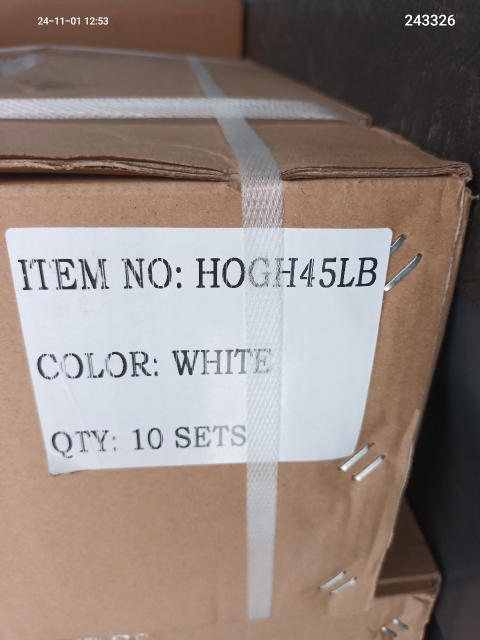 24-11-01 12:53
243326
ITEM NO: HOGH45LB
COLOR: WHITE
QTY: 10 SETS